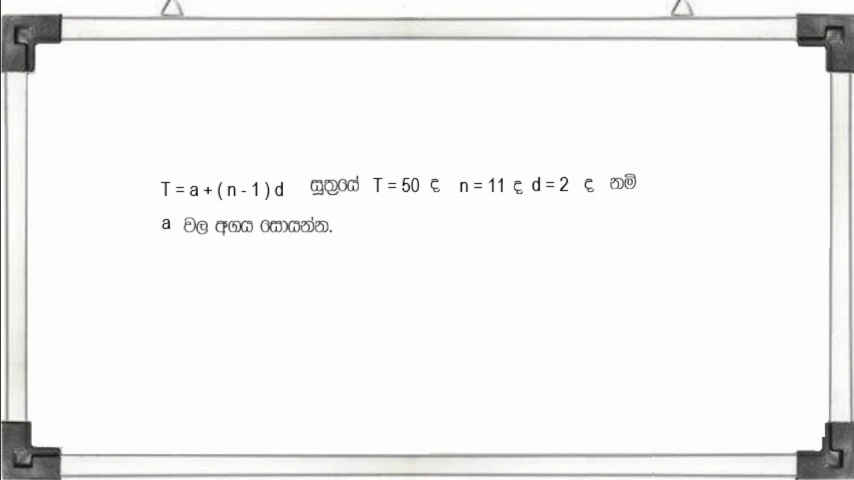 T = a + ( n - 1 ) d සූත්‍රයේ T = 50 ද n = 11 ද d = 2 ද නම්
a වල අගය සොයන්න.